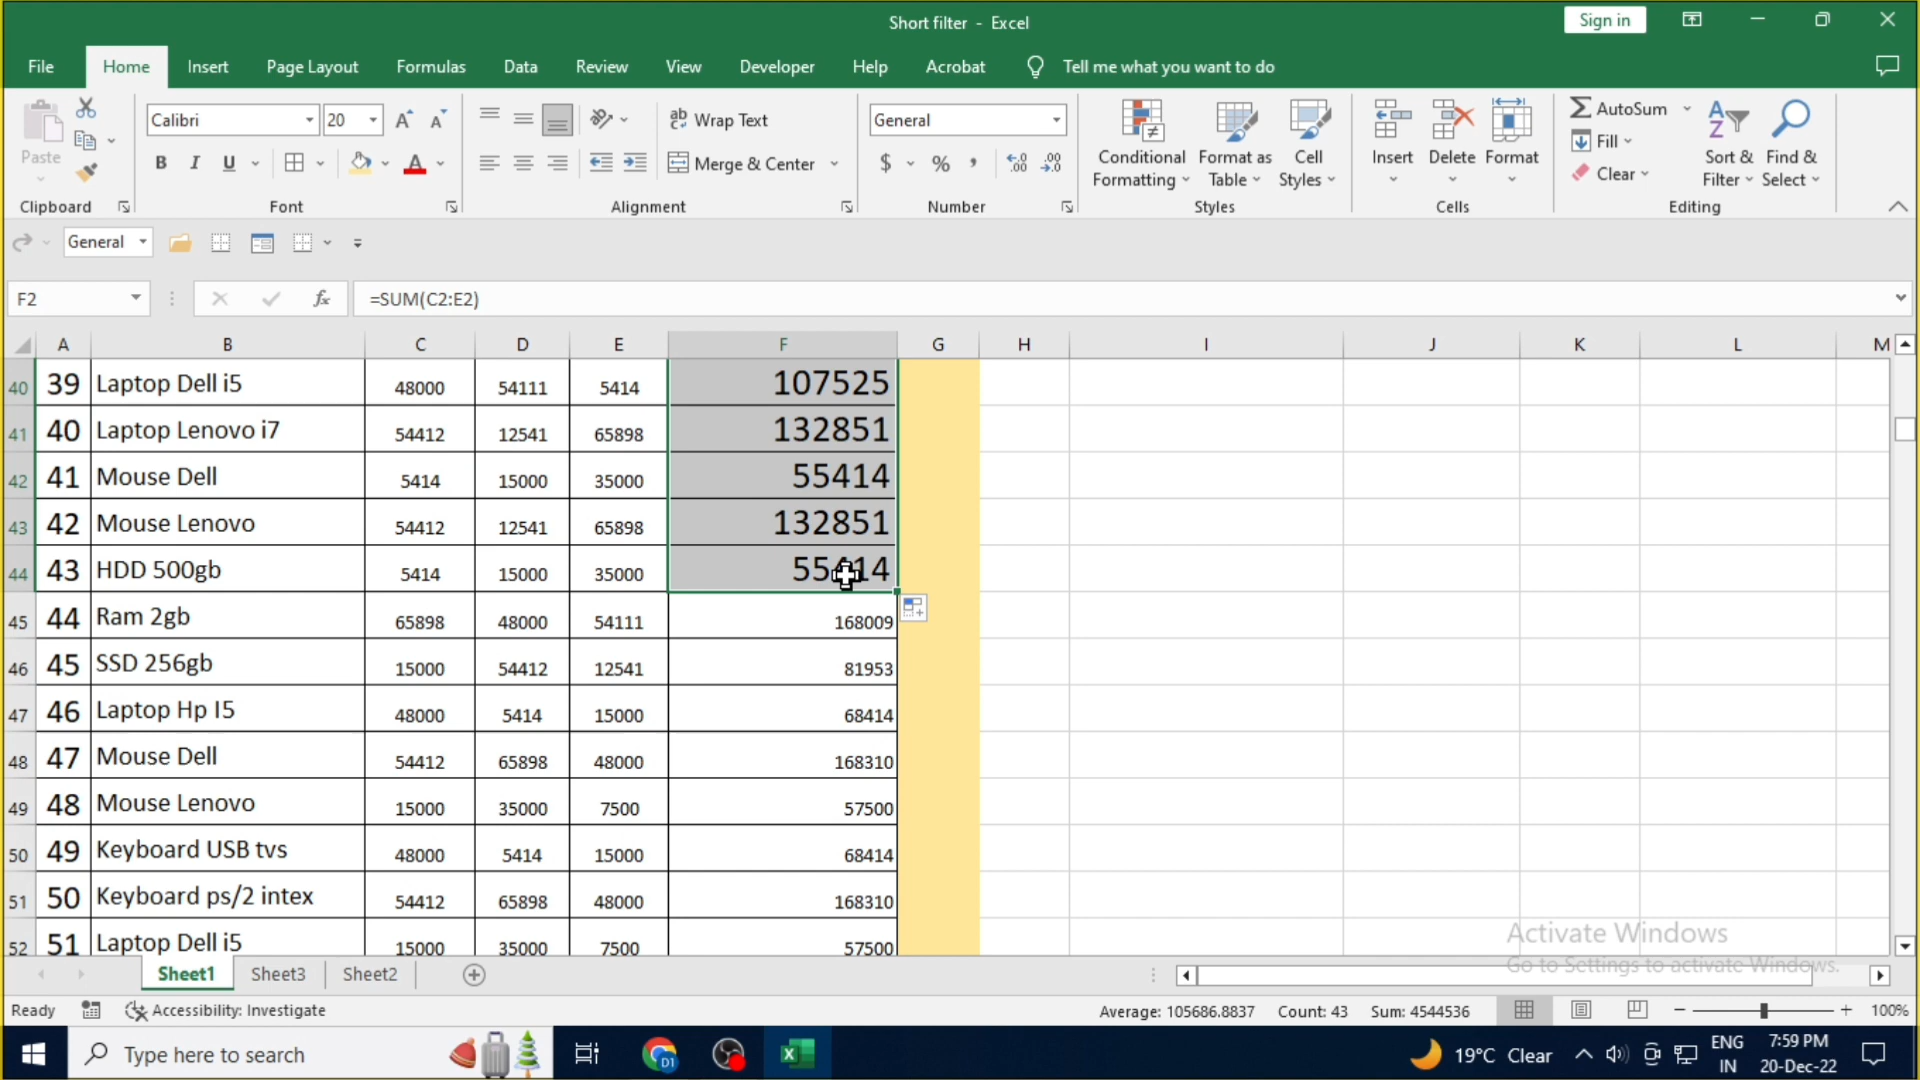 Short filter - Excel
Sign in
File Home Insert Page Layout Formulas Data Review View Developer Help Acrobat Tell me what you want to do
Paste
Calibri 20 A A
B I U A
ab Wrap Text
Merge & Center
General
$ % , .00 .00
Conditional Formatting
Format as Table
Cell Styles
Insert Delete Format
AutoSum
Fill
Clear
Sort & Filter
Find & Select
Clipboard Font Alignment Number Styles Cells Editing
General
F2 fx =SUM(C2:E2)
A B C D E F G H I J K L M
40 39 Laptop Dell i5 48000 54111 5414 107525
41 40 Laptop Lenovo i7 54412 12541 65898 132851
42 41 Mouse Dell 5414 15000 35000 55414
43 42 Mouse Lenovo 54412 12541 65898 132851
44 43 HDD 500gb 5414 15000 35000 55414
45 44 Ram 2gb 65898 48000 54111 168009
46 45 SSD 256gb 15000 54412 12541 81953
47 46 Laptop Hp I5 48000 5414 15000 68414
48 47 Mouse Dell 54412 65898 48000 168310
49 48 Mouse Lenovo 15000 35000 7500 57500
50 49 Keyboard USB tvs 48000 5414 15000 68414
51 50 Keyboard ps/2 intex 54412 65898 48000 168310
52 51 Laptop Dell i5 15000 35000 7500 57500
Activate Windows
Go to Settings to activate Windows.
Sheet1 Sheet3 Sheet2
Ready Accessibility: Investigate Average: 105686.8837 Count: 43 Sum: 4544536 100%
Type here to search
D1
19°C Clear
ENG
IN
7:59 PM
20-Dec-22